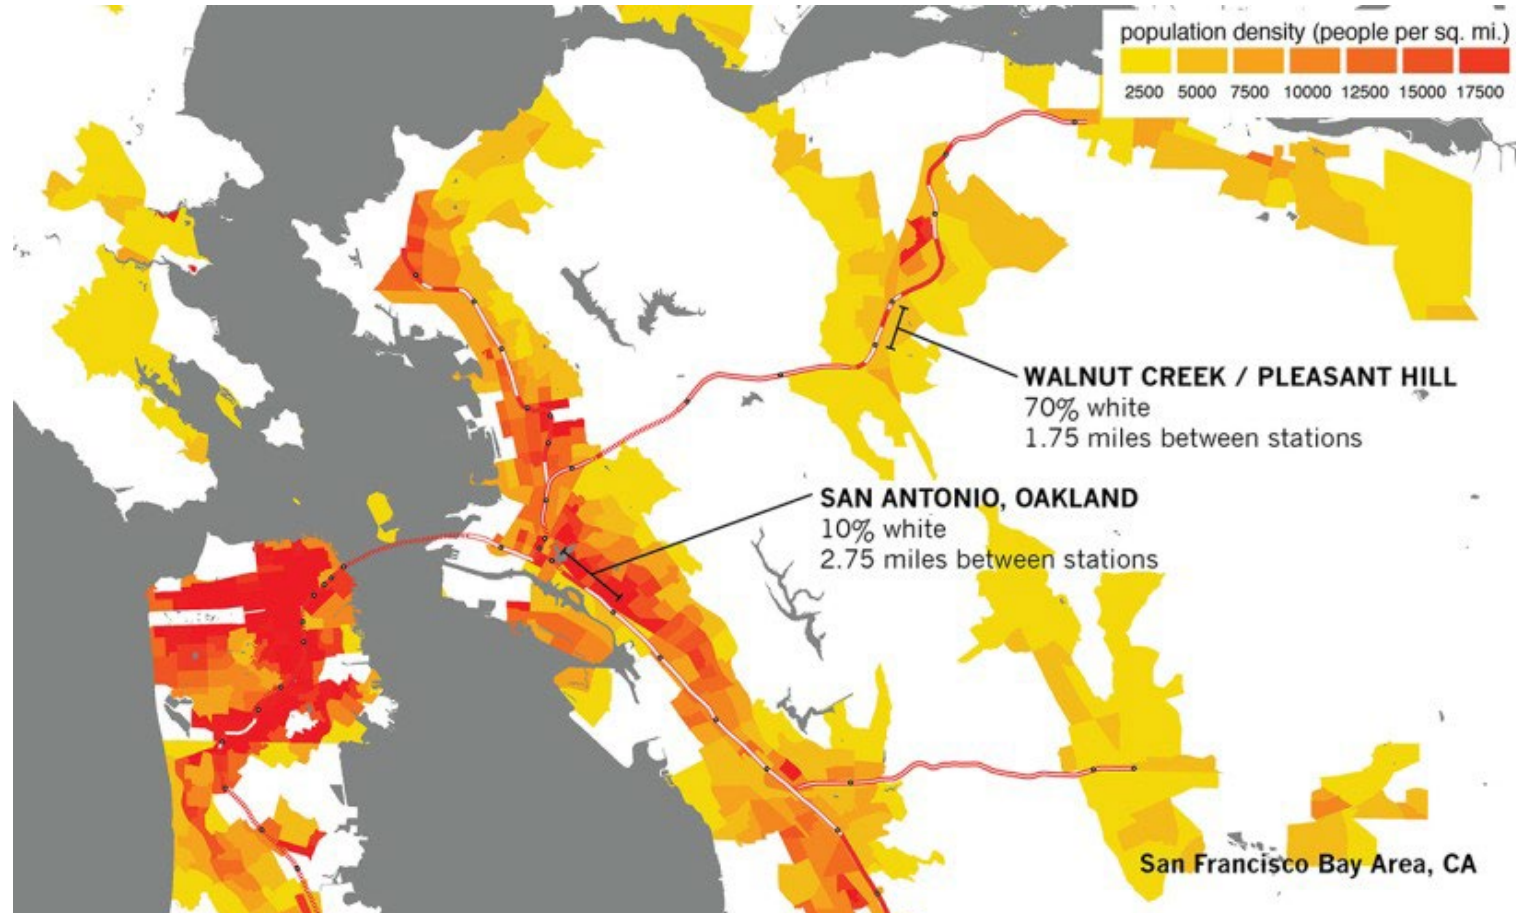 population density (people per sq. mi.)
2500 5000 7500 10000 12500 15000 17500
WALNUT CREEK / PLEASANT HILL
70% white
1.75 miles between stations
SAN ANTONIO, OAKLAND
10% white
2.75 miles between stations
San Francisco Bay Area, CA